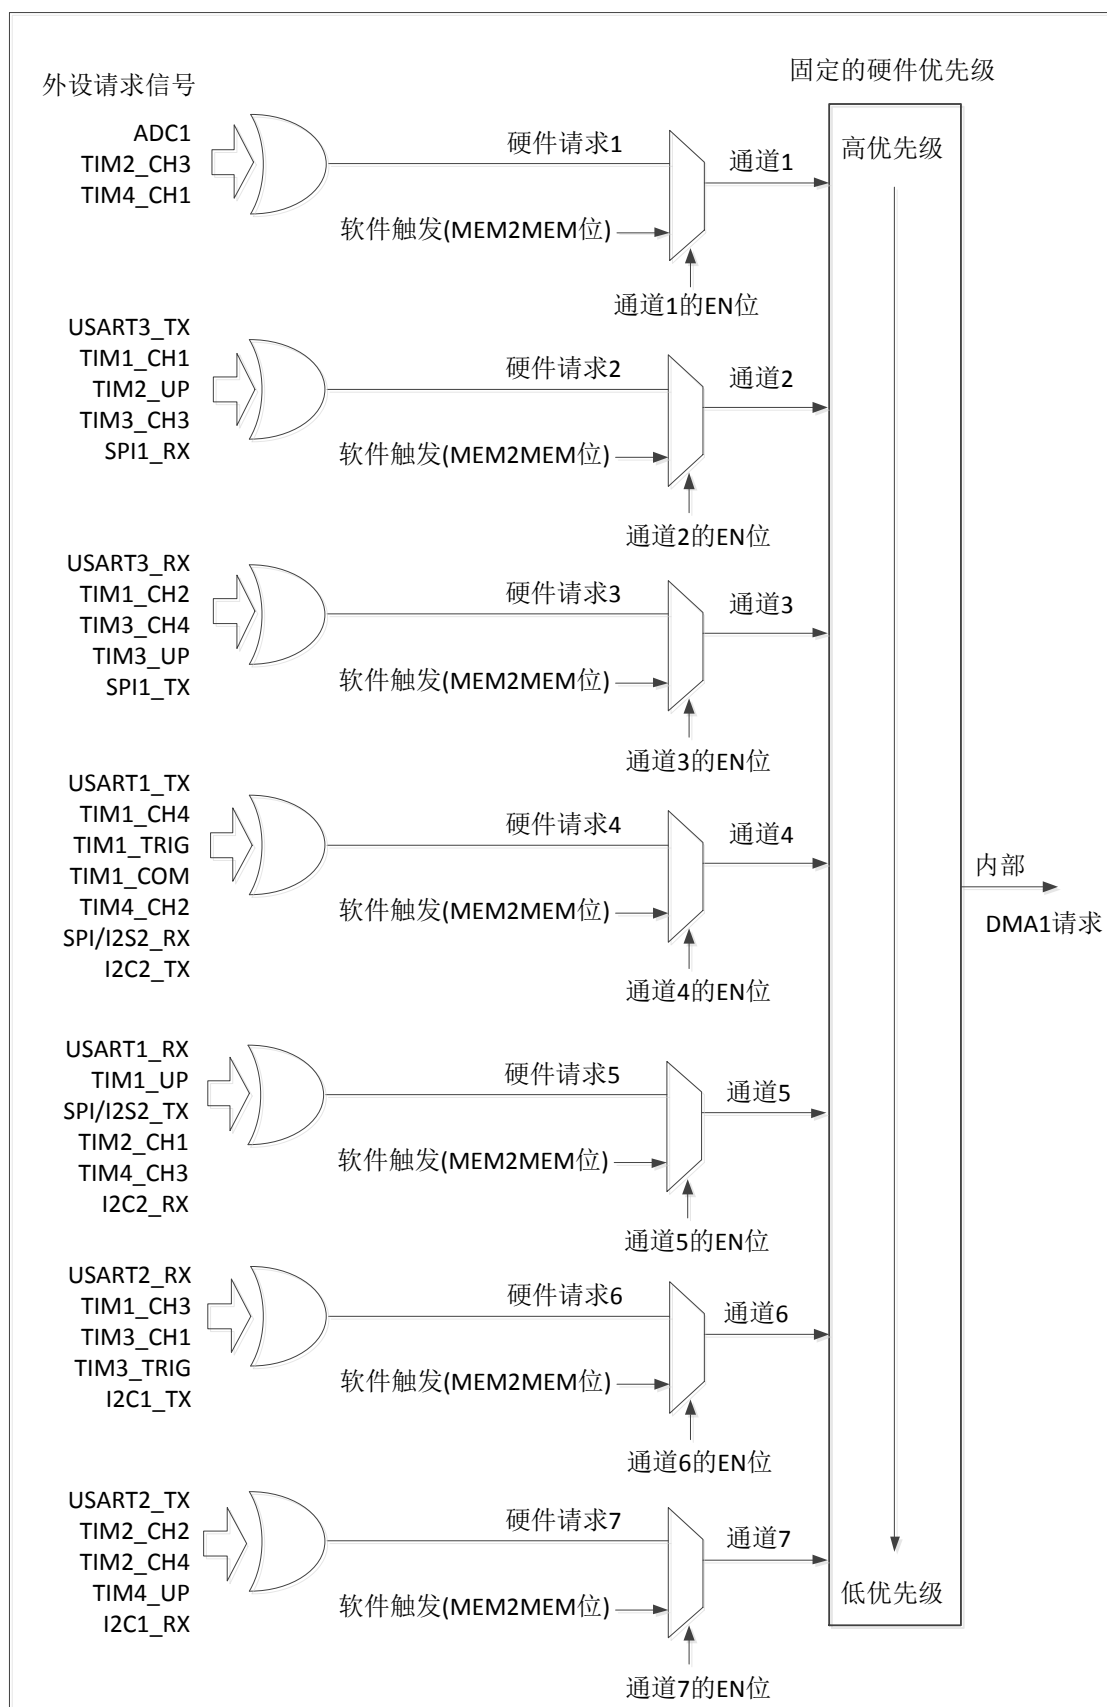 外设请求信号
固定的硬件优先级
ADC1
TIM2_CH3
TIM4_CH1
硬件请求1
软件触发(MEM2MEM位)
通道1的EN位
通道1
高优先级
USART3_TX
TIM1_CH1
TIM2_UP
TIM3_CH3
SPI1_RX
硬件请求2
软件触发(MEM2MEM位)
通道2的EN位
通道2
USART3_RX
TIM1_CH2
TIM3_CH4
TIM3_UP
SPI1_TX
硬件请求3
软件触发(MEM2MEM位)
通道3的EN位
通道3
USART1_TX
TIM1_CH4
TIM1_TRIG
TIM1_COM
TIM4_CH2
SPI/I2S2_RX
I2C2_TX
硬件请求4
软件触发(MEM2MEM位)
通道4的EN位
通道4
内部
DMA1请求
USART1_RX
TIM1_UP
SPI/I2S2_TX
TIM2_CH1
TIM4_CH3
I2C2_RX
硬件请求5
软件触发(MEM2MEM位)
通道5的EN位
通道5
USART2_RX
TIM1_CH3
TIM3_CH1
TIM3_TRIG
I2C1_TX
硬件请求6
软件触发(MEM2MEM位)
通道6的EN位
通道6
USART2_TX
TIM2_CH2
TIM2_CH4
TIM4_UP
I2C1_RX
硬件请求7
软件触发(MEM2MEM位)
通道7的EN位
通道7
低优先级